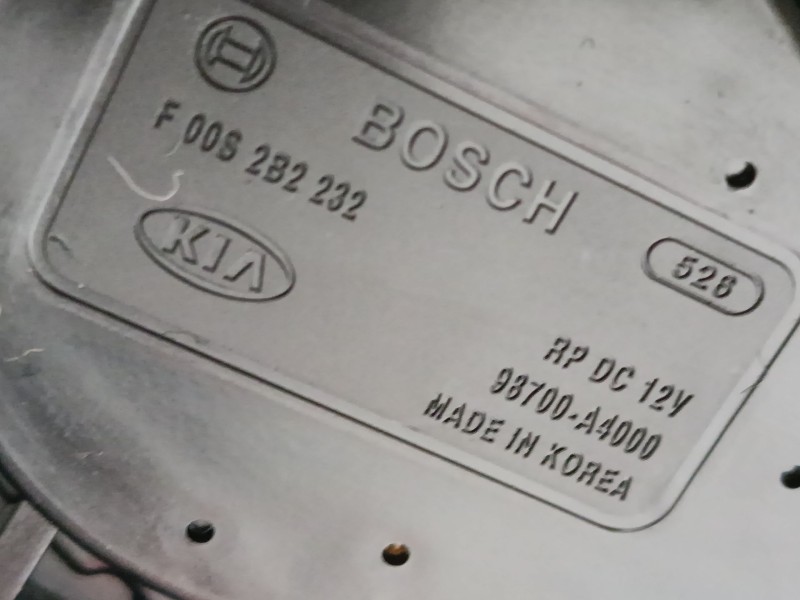 BOSCH
F 00S 2B2 232
KIA
526
RP DC 12V
98700-A4000
MADE IN KOREA